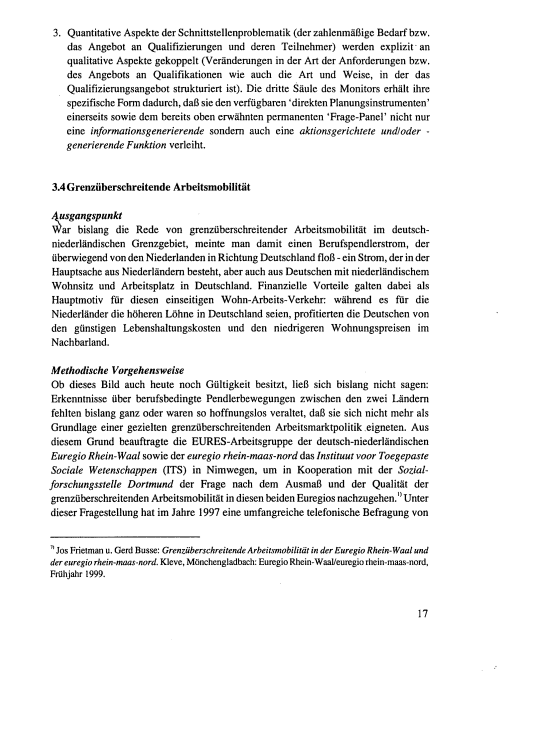 3. Quantitative Aspekte der Schnittstellenproblematik (der zahlenmäßige Bedarf bzw.
das Angebot an Qualifizierungen und deren Teilnehmer) werden explizit an
qualitative Aspekte gekoppelt (Veränderungen in der Art der Anforderungen bzw.
des Angebots an Qualifikationen wie auch die Art und Weise, in der das
Qualifizierungsangebot strukturiert ist). Die dritte Säule des Monitors erhält ihre
spezifische Form dadurch, daß sie den verfügbaren 'direkten Planungsinstrumenten'
einerseits sowie dem bereits oben erwähnten permanenten 'Frage-Panel' nicht nur
eine informationsgenerierende sondern auch eine aktionsgerichtete und/oder -
generierende Funktion verleiht.
3.4 Grenzüberschreitende Arbeitsmobilität
Ausgangspunkt
War bislang die Rede von grenzüberschreitender Arbeitsmobilität im deutsch-
niederländischen Grenzgebiet, meinte man damit einen Berufspendlerstrom, der
überwiegend von den Niederlanden in Richtung Deutschland floß - ein Strom, der in der
Hauptsache aus Niederländern besteht, aber auch aus Deutschen mit niederländischem
Wohnsitz und Arbeitsplatz in Deutschland. Finanzielle Vorteile galten dabei als
Hauptmotiv für diesen einseitigen Wohn-Arbeits-Verkehr: während es für die
Niederländer die höheren Löhne in Deutschland seien, profitierten die Deutschen von
den günstigen Lebenshaltungskosten und den niedrigeren Wohnungspreisen im
Nachbarland.
Methodische Vorgehensweise
Ob dieses Bild auch heute noch Gültigkeit besitzt, ließ sich bislang nicht sagen:
Erkenntnisse über berufsbedingte Pendlerbewegungen zwischen den zwei Ländern
fehlten bislang ganz oder waren so hoffnungslos veraltet, daß sie sich nicht mehr als
Grundlage einer gezielten grenzüberschreitenden Arbeitsmarktpolitik eigneten. Aus
diesem Grund beauftragte die EURES-Arbeitsgruppe der deutsch-niederländischen
Euregio Rhein-Waal sowie der euregio rhein-maas-nord das Instituut voor Toegepaste
Sociale Wetenschappen (ITS) in Nimwegen, um in Kooperation mit der Sozial-
forschungsstelle Dortmund der Frage nach dem Ausmaß und der Qualität der
grenzüberschreitenden Arbeitsmobilität in diesen beiden Euregios nachzugehen.1) Unter
dieser Fragestellung hat im Jahre 1997 eine umfangreiche telefonische Befragung von
Jos Frietman u. Gerd Busse: Grenzüberschreitende Arbeitsmobilität in der Euregio Rhein-Waal und
der euregio rhein-maas-nord. Kleve, Mönchengladbach: Euregio Rhein-Waal/euregio rhein-maas-nord,
Frühjahr 1999.
17